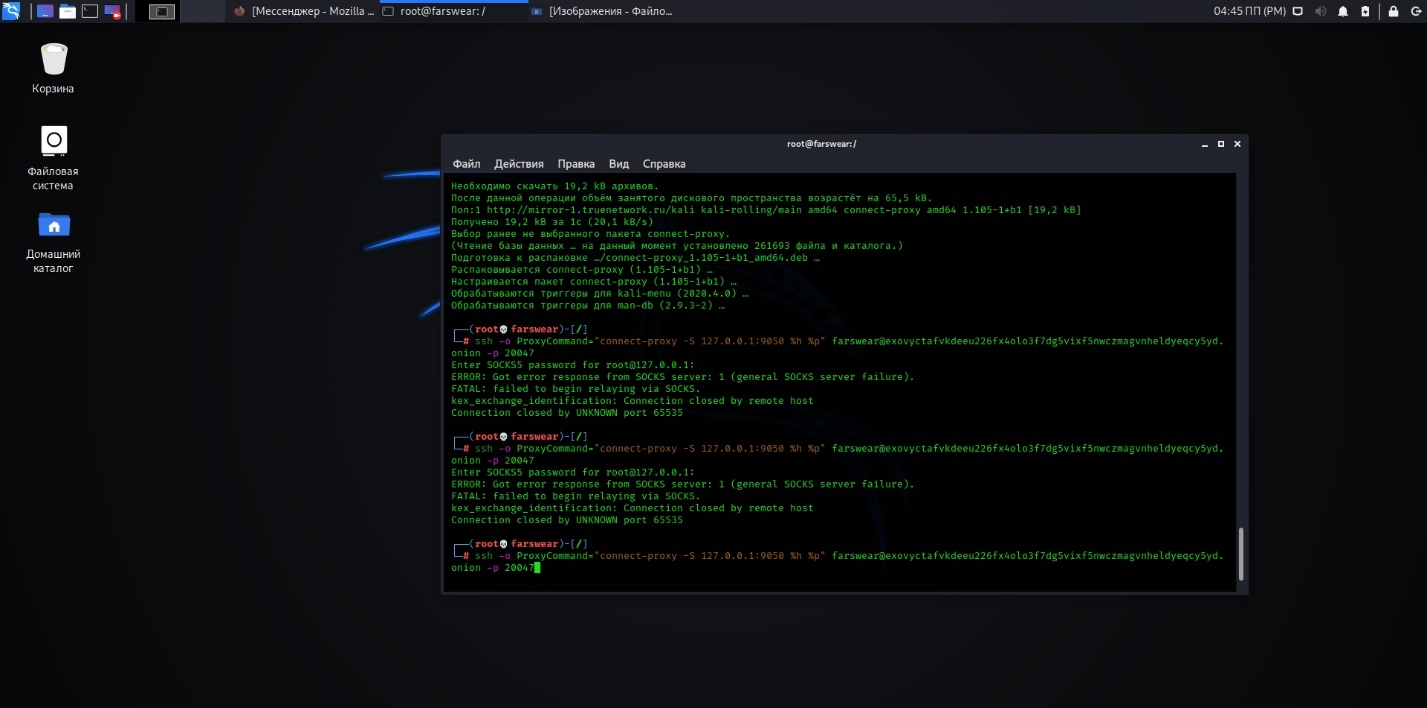 [Мессенджер - Mozilla ...
root@farswear: /
[Изображения - Файло...
04:45 ПП (PM)
Корзина
Файловая
система
Домашний
каталог
root@farswear: /
Файл Действия Правка Вид Справка
Необходимо скачать 19,2 kB архивов.
После данной операции объём занятого дискового пространства возрастёт на 65,5 kB.
Пол:1 http://mirror-1.truenetwork.ru/kali kali-rolling/main amd64 connect-proxy amd64 1.105-1+b1 [19,2 kB]
Получено 19,2 kB за 1с (20,1 kB/s)
Выбор ранее не выбранного пакета connect-proxy.
(Чтение базы данных … на данный момент установлено 261693 файла и каталога.)
Подготовка к распаковке …/connect-proxy_1.105-1+b1_amd64.deb …
Распаковывается connect-proxy (1.105-1+b1) …
Настраивается пакет connect-proxy (1.105-1+b1) …
Обрабатываются триггеры для kali-menu (2020.4.0) …
Обрабатываются триггеры для man-db (2.9.3-2) …
┌──(root💀farswear)-[/]
└─# ssh -o ProxyCommand="connect-proxy -S 127.0.0.1:9050 %h %p" farswear@exovyctafvkdeeu226fx4olo3f7dg5vixf5nwczmagvnheldyeqcy5yd.
onion -p 20047
Enter SOCKS5 password for root@127.0.0.1:
ERROR: Got error response from SOCKS server: 1 (general SOCKS server failure).
FATAL: failed to begin relaying via SOCKS.
kex_exchange_identification: Connection closed by remote host
Connection closed by UNKNOWN port 65535
┌──(root💀farswear)-[/]
└─# ssh -o ProxyCommand="connect-proxy -S 127.0.0.1:9050 %h %p" farswear@exovyctafvkdeeu226fx4olo3f7dg5vixf5nwczmagvnheldyeqcy5yd.
onion -p 20047
Enter SOCKS5 password for root@127.0.0.1:
ERROR: Got error response from SOCKS server: 1 (general SOCKS server failure).
FATAL: failed to begin relaying via SOCKS.
kex_exchange_identification: Connection closed by remote host
Connection closed by UNKNOWN port 65535
┌──(root💀farswear)-[/]
└─# ssh -o ProxyCommand="connect-proxy -S 127.0.0.1:9050 %h %p" farswear@exovyctafvkdeeu226fx4olo3f7dg5vixf5nwczmagvnheldyeqcy5yd.
onion -p 20047